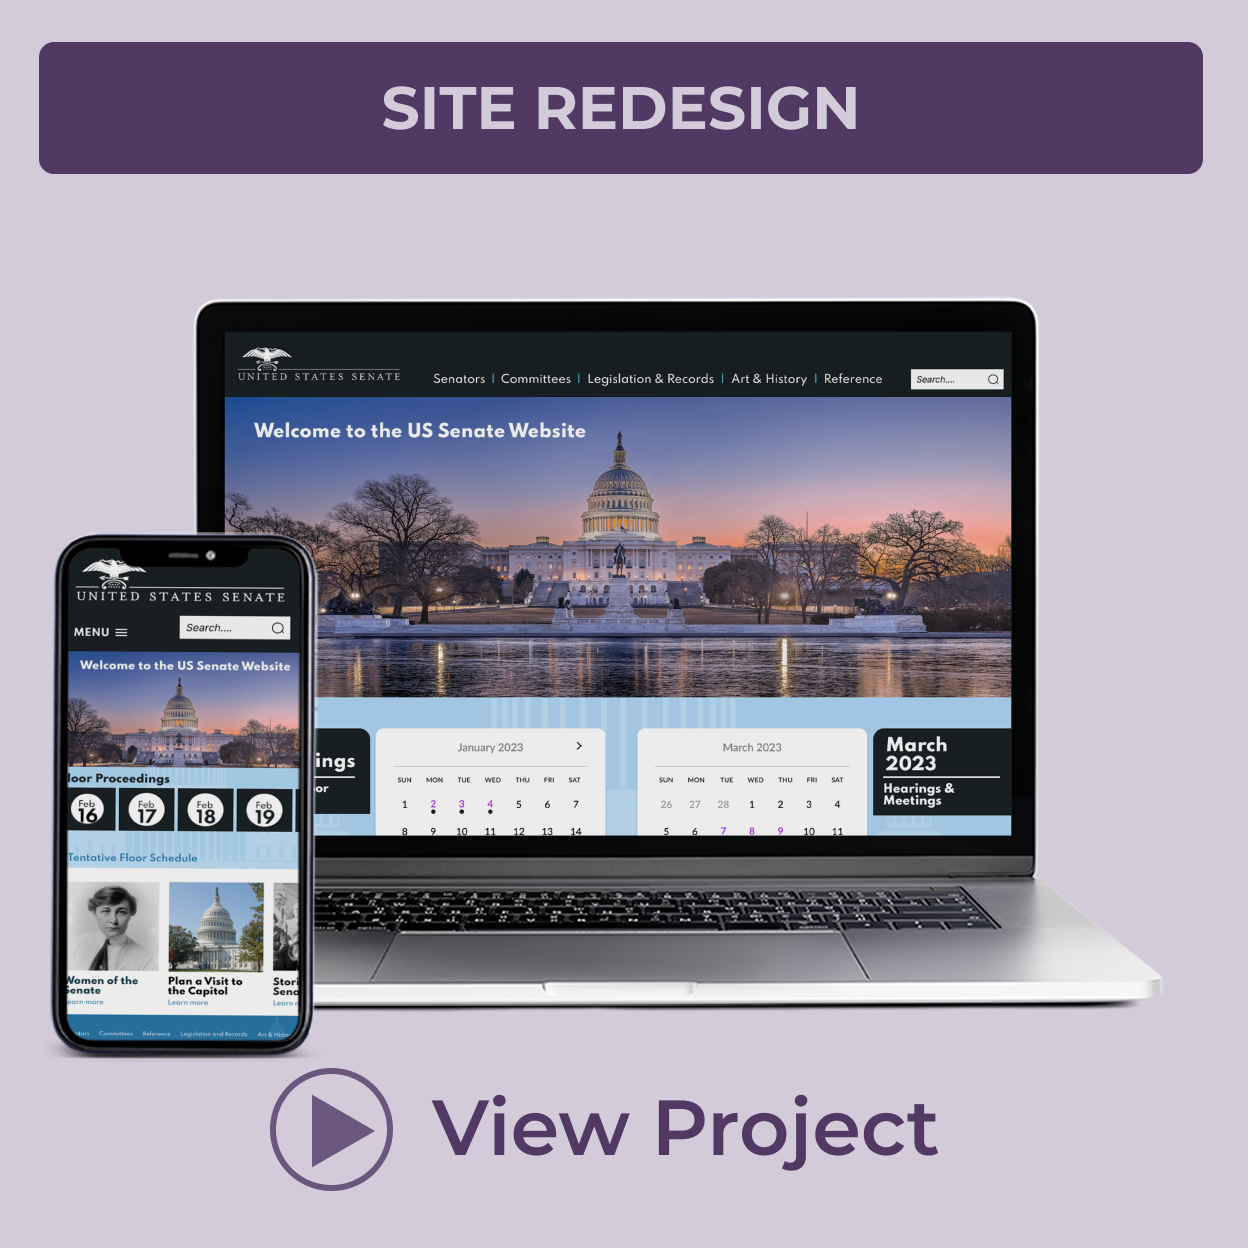 SITE REDESIGN
UNITED STATES SENATE
Senators | Committees | Legislation & Records | Art & History | Reference
Search....
Welcome to the US Senate Website
ings
or
January 2023
SUN MON TUE WED THU FRI SAT
1 2 3 4 5 6 7
8 9 10 11 12 13 14
March 2023
SUN MON TUE WED THU FRI SAT
26 27 28 1 2 3 4
5 6 7 8 9 10 11
March
2023
Hearings &
Meetings
UNITED STATES SENATE
MENU
Search....
Welcome to the US Senate Website
loor Proceedings
Feb
16
Feb
17
Feb
18
Feb
19
Tentative Floor Schedule
Women of the
Senate
earn more
Plan a Visit to
the Capitol
Learn more
Stori
Sena
Learn
ators Committees Reference Legislation and Records Art & Histo
View Project